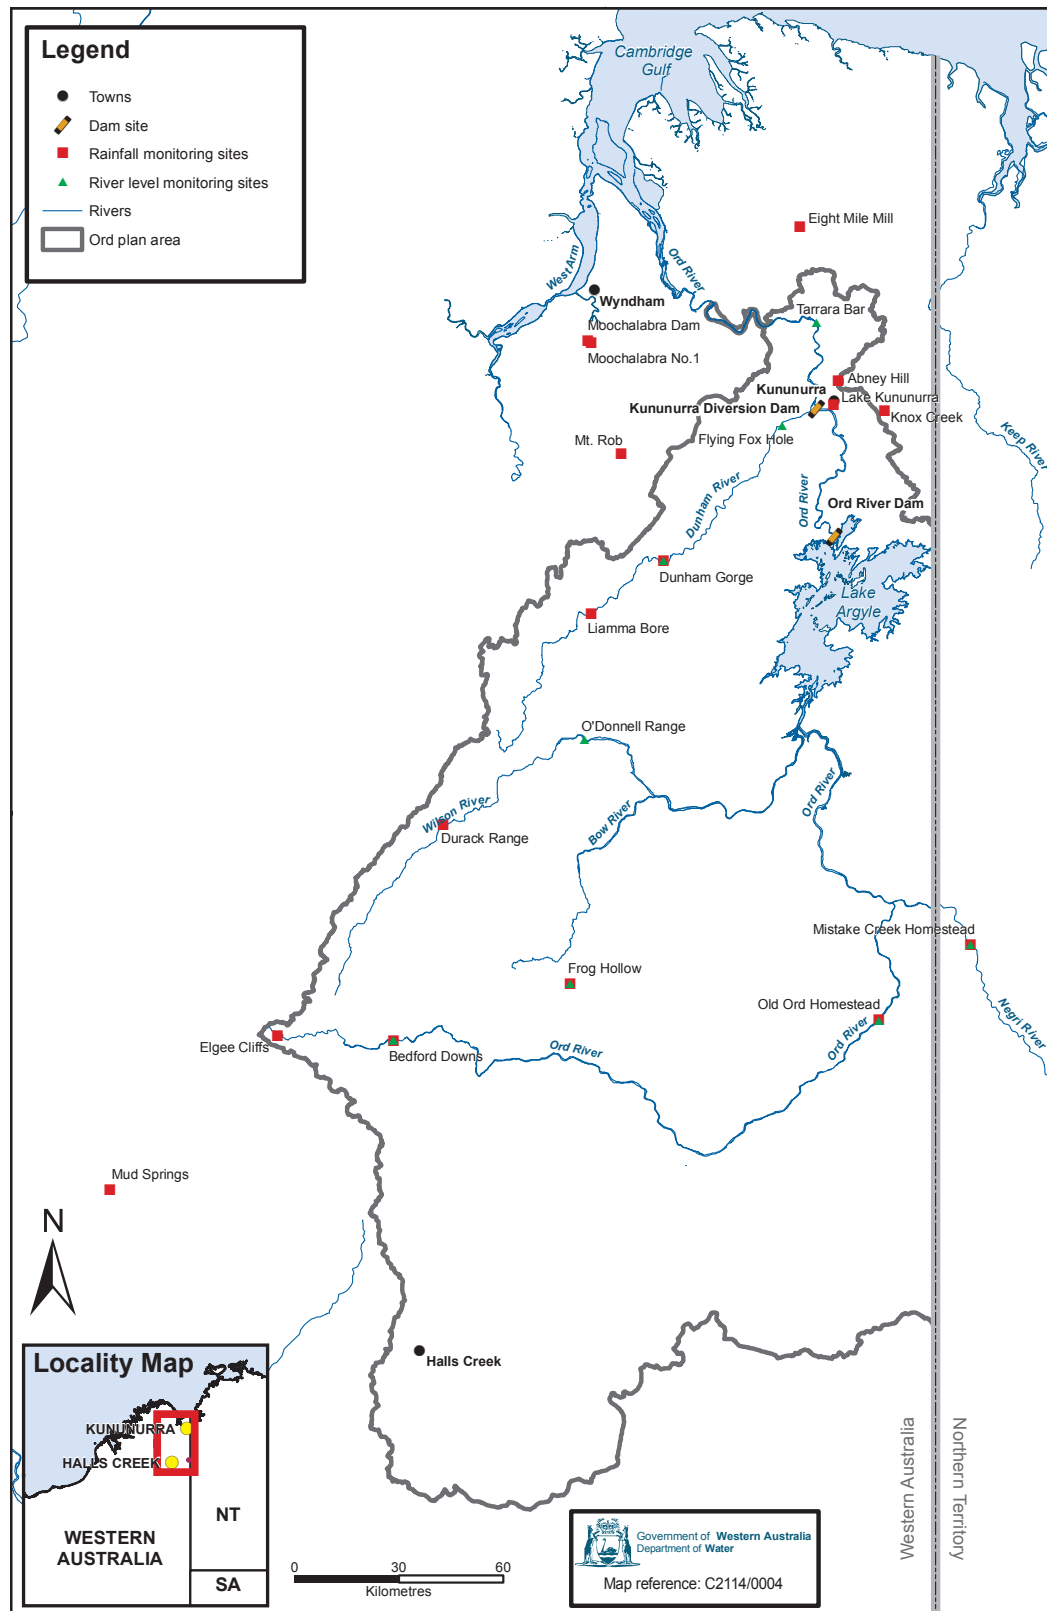 Legend
Towns
Dam site
Rainfall monitoring sites
River level monitoring sites
Rivers
Ord plan area
Cambridge
Gulf
Eight Mile Mill
West Arm
Ord River
Wyndham
Tarrara Bar
Moochalabra Dam
Moochalabra No.1
Abney Hill
Kununurra
Lake Kununurra
Kununurra Diversion Dam
Knox Creek
Flying Fox Hole
Mt. Rob
Keep River
Dunham River
Ord River
Ord River Dam
Dunham Gorge
Lake
Argyle
Liamma Bore
O'Donnell Range
Ord River
Wilson River
Bow River
Durack Range
Mistake Creek Homestead
Frog Hollow
Old Ord Homestead
Negri River
Elgee Cliffs
Bedford Downs
Ord River
Ord River
Mud Springs
N
Halls Creek
Locality Map
KUNUNURRA
HALLS CREEK
NT
WESTERN
AUSTRALIA
SA
0 30 60
Kilometres
Government of Western Australia
Department of Water
Map reference: C2114/0004
Western Australia
Northern Territory